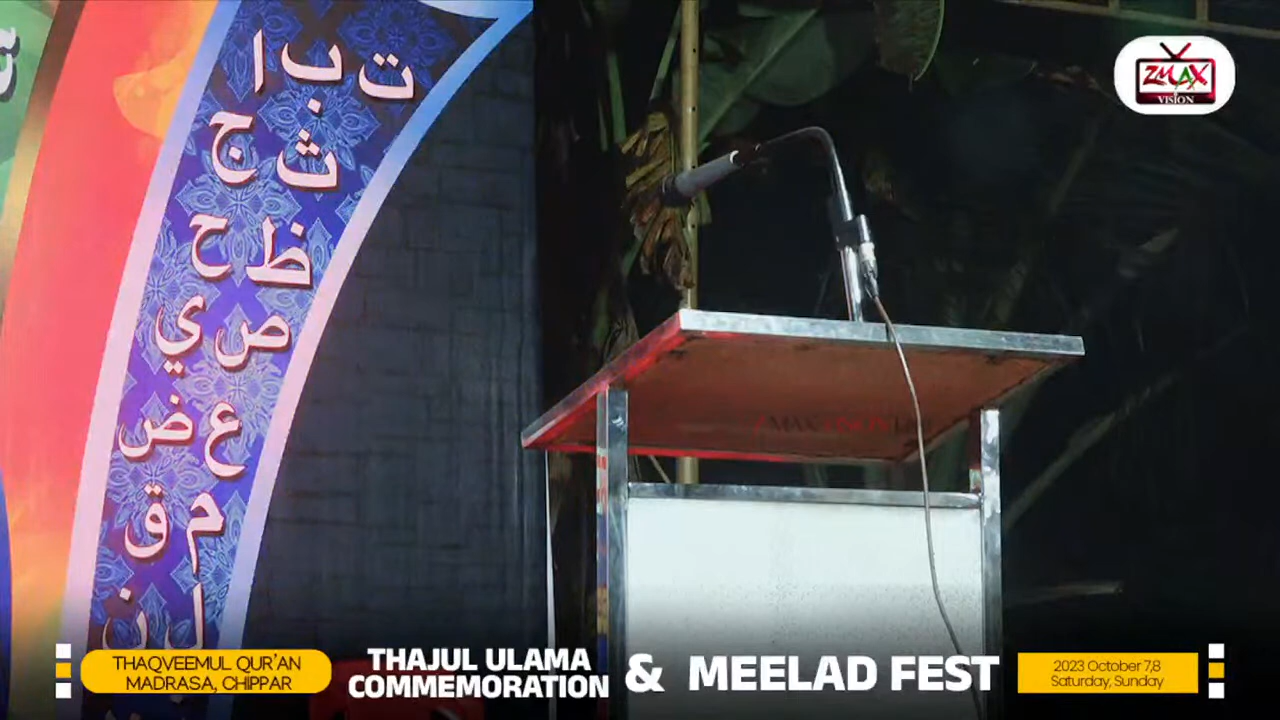 ت
ا ب ت
ج ث
ح ظ
ي ص
ض ع
ق م
ن ل
ZMAX
VISION
THAQVEEMUL QUR'AN
MADRASA, CHIPPAR
THAJUL ULAMA
COMMEMORATION
& MEELAD FEST
2023 October 7,8
Saturday, Sunday